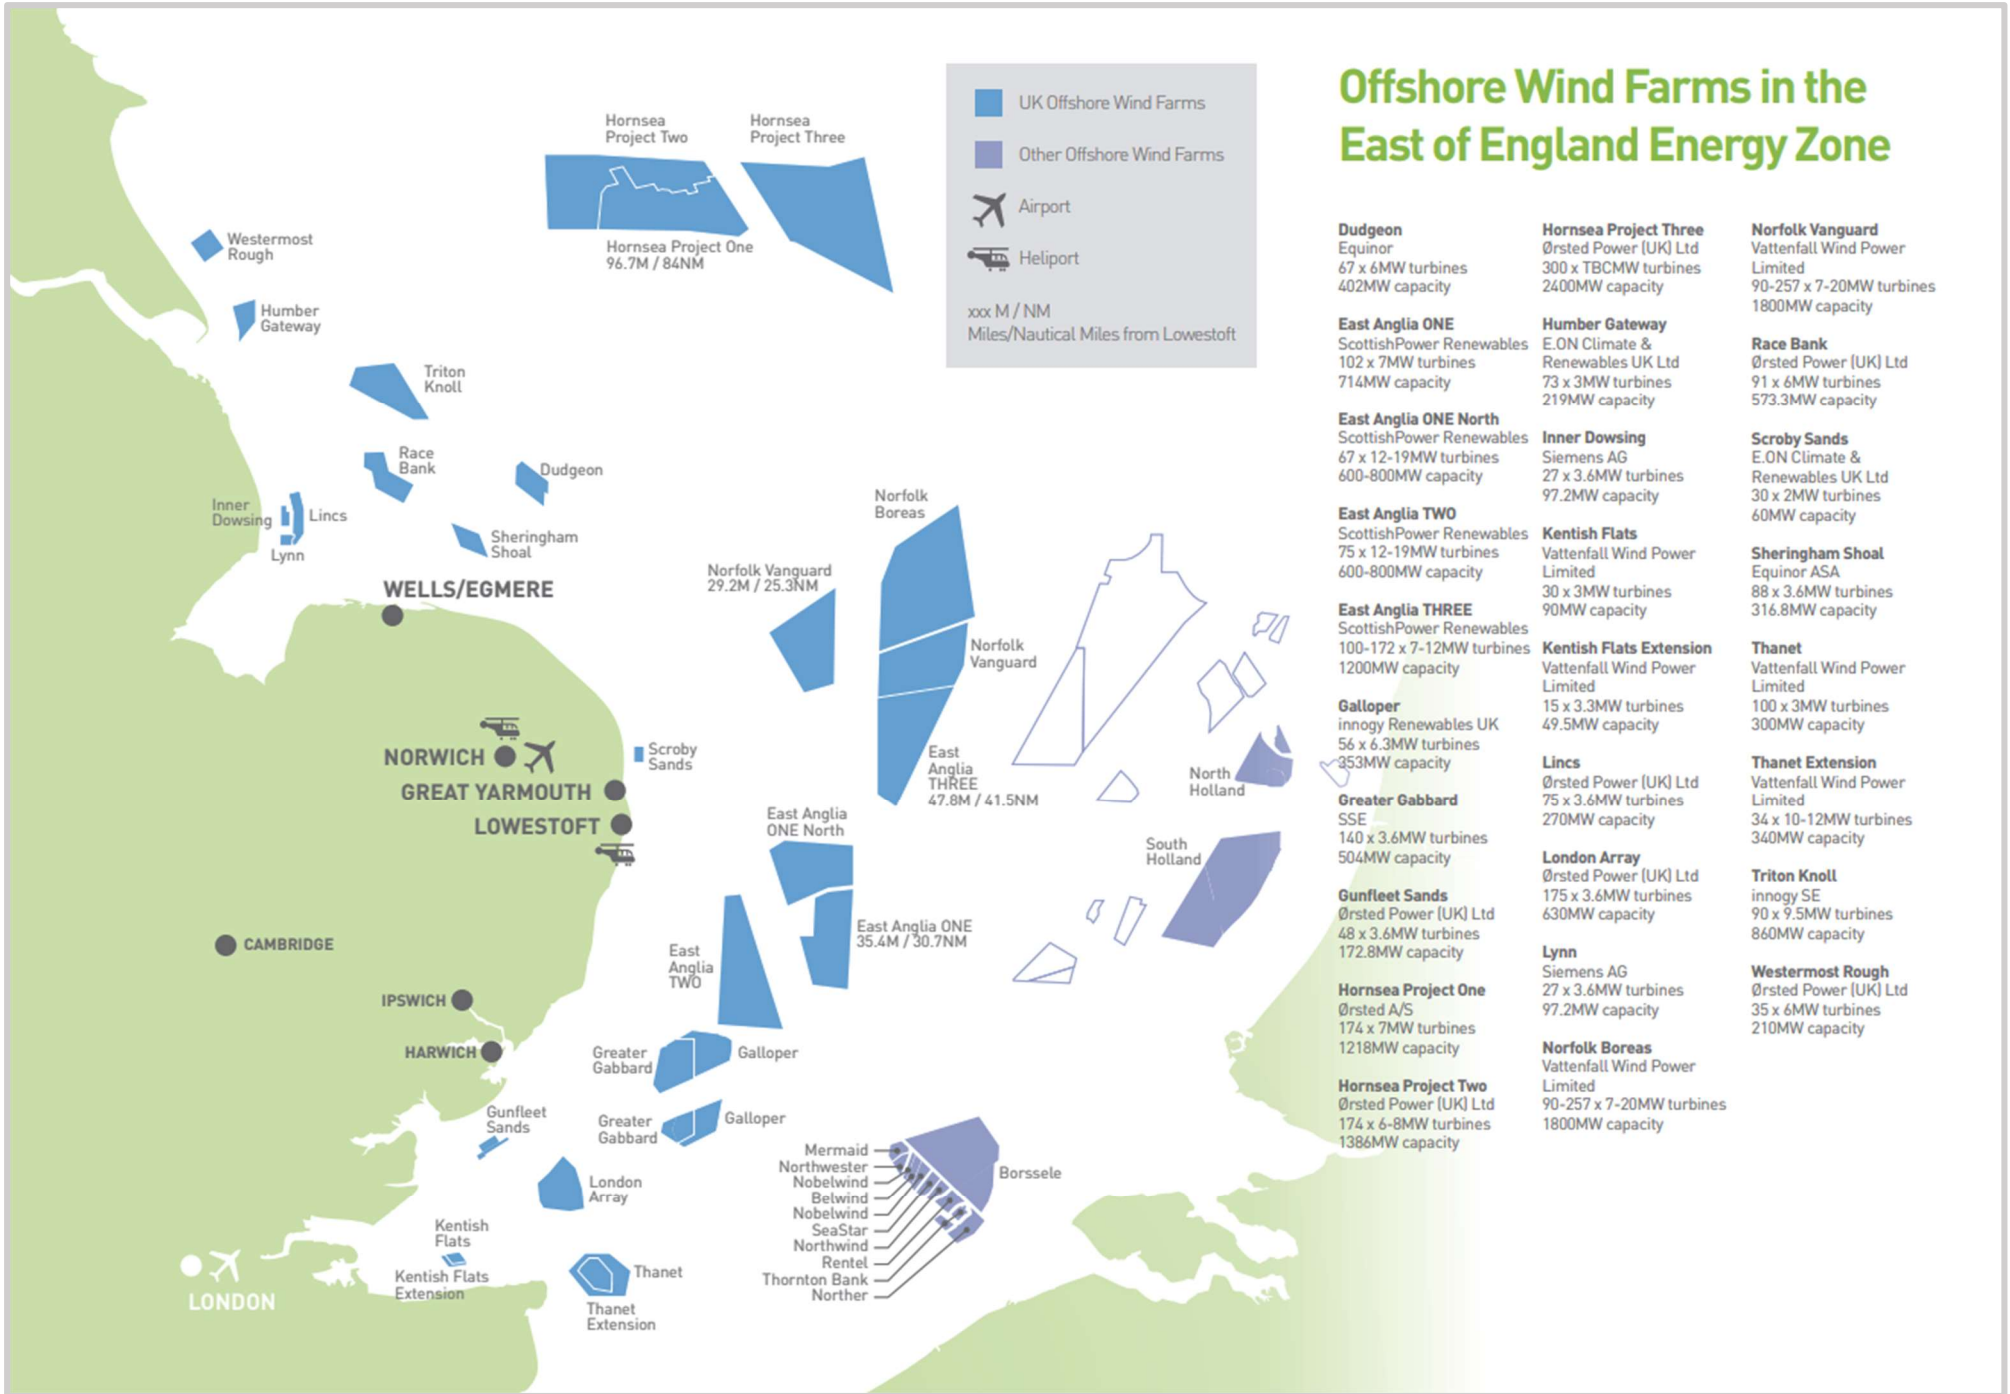 Offshore Wind Farms in the
East of England Energy Zone
UK Offshore Wind Farms
Other Offshore Wind Farms
Airport
Heliport
xxx M / NM
Miles/Nautical Miles from Lowestoft
Hornsea
Project Two
Hornsea
Project Three
Hornsea Project One
96.7M / 84NM
Westermost
Rough
Humber
Gateway
Triton
Knoll
Race
Bank
Dudgeon
Inner
Dowsing
Lincs
Lynn
Sheringham
Shoal
WELLS/EGMERE
Norfolk
Boreas
Norfolk Vanguard
29.2M / 25.3NM
Norfolk
Vanguard
NORWICH
Scroby
Sands
GREAT YARMOUTH
LOWESTOFT
East
Anglia
THREE
47.8M / 41.5NM
North
Holland
East Anglia
ONE North
South
Holland
East Anglia ONE
35.4M / 30.7NM
East
Anglia
TWO
CAMBRIDGE
IPSWICH
HARWICH
Greater
Gabbard
Galloper
Greater
Gabbard
Galloper
Gunfleet
Sands
London
Array
Kentish
Flats
Kentish Flats
Extension
Thanet
Thanet
Extension
LONDON
Mermaid
Northwester
Nobelwind
Belwind
Nobelwind
SeaStar
Northwind
Rentel
Thornton Bank
Norther
Borssele
Dudgeon
Equinor
67 x 6MW turbines
402MW capacity
East Anglia ONE
ScottishPower Renewables
102 x 7MW turbines
714MW capacity
East Anglia ONE North
ScottishPower Renewables
67 x 12-19MW turbines
600-800MW capacity
East Anglia TWO
ScottishPower Renewables
75 x 12-19MW turbines
600-800MW capacity
East Anglia THREE
ScottishPower Renewables
100-172 x 7-12MW turbines
1200MW capacity
Galloper
innogy Renewables UK
56 x 6.3MW turbines
353MW capacity
Greater Gabbard
SSE
140 x 3.6MW turbines
504MW capacity
Gunfleet Sands
Ørsted Power (UK) Ltd
48 x 3.6MW turbines
172.8MW capacity
Hornsea Project One
Ørsted A/S
174 x 7MW turbines
1218MW capacity
Hornsea Project Two
Ørsted Power (UK) Ltd
174 x 6-8MW turbines
1386MW capacity
Hornsea Project Three
Ørsted Power (UK) Ltd
300 x TBCMW turbines
2400MW capacity
Humber Gateway
E.ON Climate &
Renewables UK Ltd
73 x 3MW turbines
219MW capacity
Inner Dowsing
Siemens AG
27 x 3.6MW turbines
97.2MW capacity
Kentish Flats
Vattenfall Wind Power
Limited
30 x 3MW turbines
90MW capacity
Kentish Flats Extension
Vattenfall Wind Power
Limited
15 x 3.3MW turbines
49.5MW capacity
Lincs
Ørsted Power (UK) Ltd
75 x 3.6MW turbines
270MW capacity
London Array
Ørsted Power (UK) Ltd
175 x 3.6MW turbines
630MW capacity
Lynn
Siemens AG
27 x 3.6MW turbines
97.2MW capacity
Norfolk Boreas
Vattenfall Wind Power
Limited
90-257 x 7-20MW turbines
1800MW capacity
Norfolk Vanguard
Vattenfall Wind Power
Limited
90-257 x 7-20MW turbines
1800MW capacity
Race Bank
Ørsted Power (UK) Ltd
91 x 6MW turbines
573.3MW capacity
Scroby Sands
E.ON Climate &
Renewables UK Ltd
30 x 2MW turbines
60MW capacity
Sheringham Shoal
Equinor ASA
88 x 3.6MW turbines
316.8MW capacity
Thanet
Vattenfall Wind Power
Limited
100 x 3MW turbines
300MW capacity
Thanet Extension
Vattenfall Wind Power
Limited
34 x 10-12MW turbines
340MW capacity
Triton Knoll
innogy SE
90 x 9.5MW turbines
860MW capacity
Westermost Rough
Ørsted Power (UK) Ltd
35 x 6MW turbines
210MW capacity